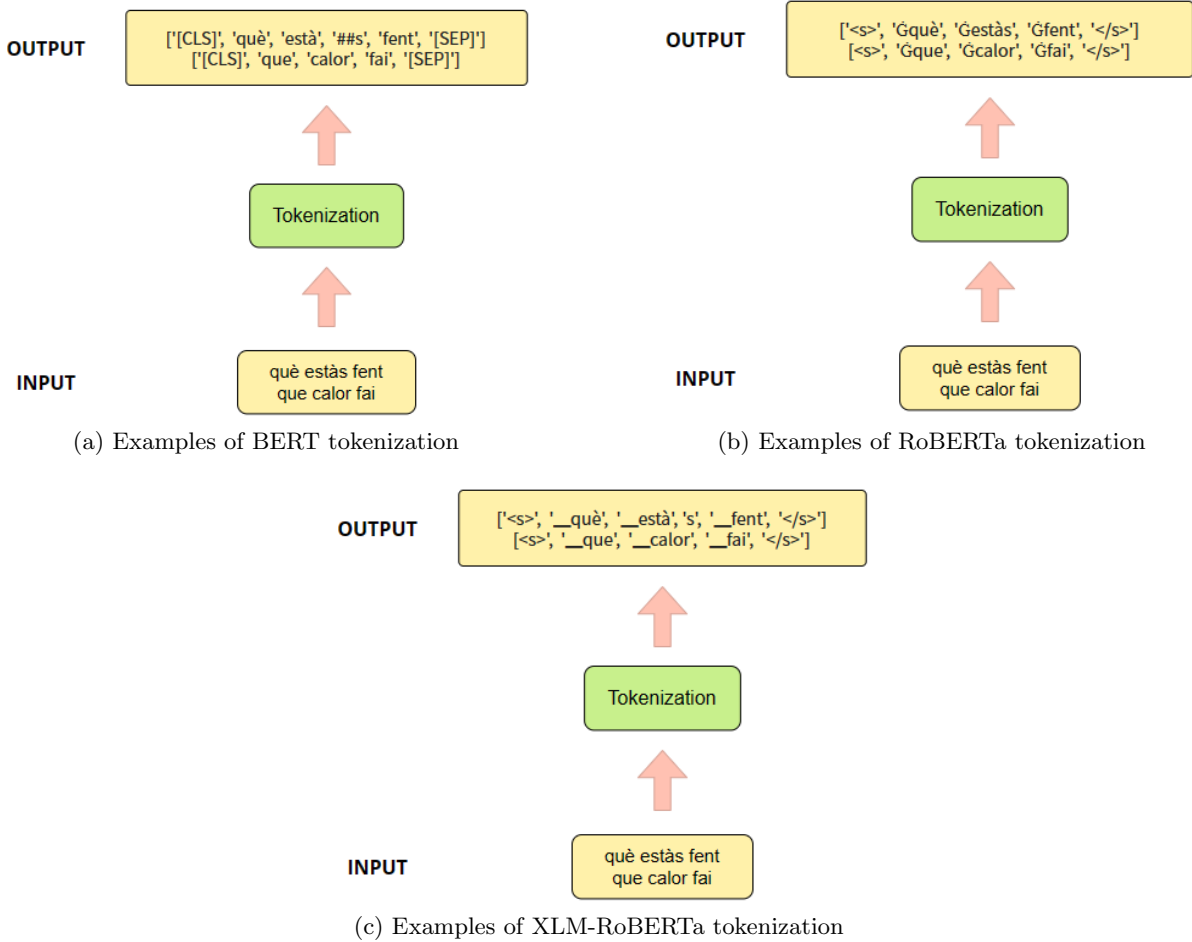 OUTPUT
['[CLS]', 'què', 'està', '##s', 'fent', '[SEP]']
['[CLS]', 'que', 'calor', 'fai', '[SEP]']
Tokenization
INPUT
què estàs fent
que calor fai
(a) Examples of BERT tokenization
OUTPUT
['<s>', 'Ġquè', 'Ġestàs', 'Ġfent', '</s>']
[<s>', 'Ġque', 'Ġcalor', 'Ġfai', '</s>']
Tokenization
INPUT
què estàs fent
que calor fai
(b) Examples of RoBERTa tokenization
OUTPUT
['<s>', '__què', '__està', 's', '__fent', '</s>']
[<s>', '__que', '__calor', '__fai', '</s>']
Tokenization
INPUT
què estàs fent
que calor fai
(c) Examples of XLM-RoBERTa tokenization